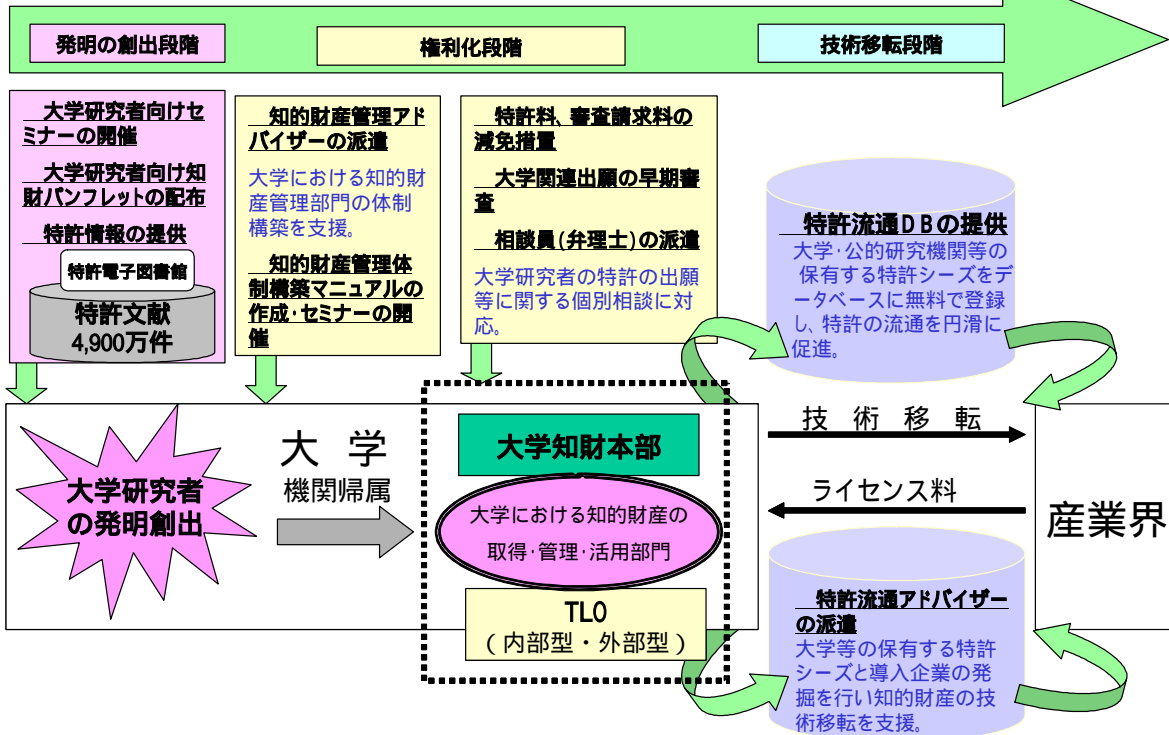 発明の創出段階
権利化段階
技術移転段階
大学研究者向けセ
ミナーの開催
大学研究者向け知
財パンフレットの配布
特許情報の提供
特許電子図書館
特許文献
4,900万件
知的財産管理アド
バイザーの派遣
大学における知的財
産管理部門の体制
構築を支援。
知的財産管理体
制構築マニュアルの
作成・セミナーの開
催
特許料、審査請求料の
減免措置
大学関連出願の早期審
査
相談員(弁理士)の派遣
大学研究者の特許の出願
等に関する個別相談に対
応。
特許流通DBの提供
大学・公的研究機関等の
保有する特許シーズをデ
ータベースに無料で登録
し、特許の流通を円滑に
促進。
大学研究者
の発明創出
大 学
機関帰属
大学知財本部
大学における知的財産の
取得・管理・活用部門
TLO
（内部型・外部型）
技 術 移 転
ライセンス料
産業界
特許流通アドバイザー
の派遣
大学等の保有する特許
シーズと導入企業の発
掘を行い知的財産の技
術移転を支援。